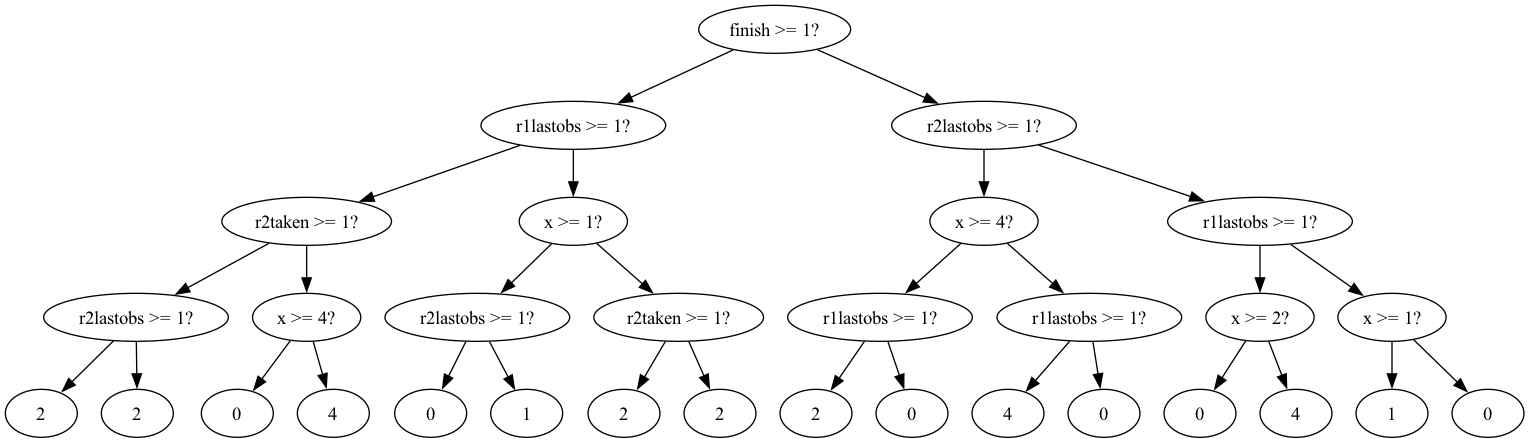 finish >= 1?
r1lastobs >= 1?
r2lastobs >= 1?
r2taken >= 1?
x >= 1?
x >= 4?
r1lastobs >= 1?
r2lastobs >= 1?
x >= 4?
r2lastobs >= 1?
r2taken >= 1?
r1lastobs >= 1?
r1lastobs >= 1?
x >= 2?
x >= 1?
2
2
0
4
0
1
2
2
2
0
4
0
0
4
1
0